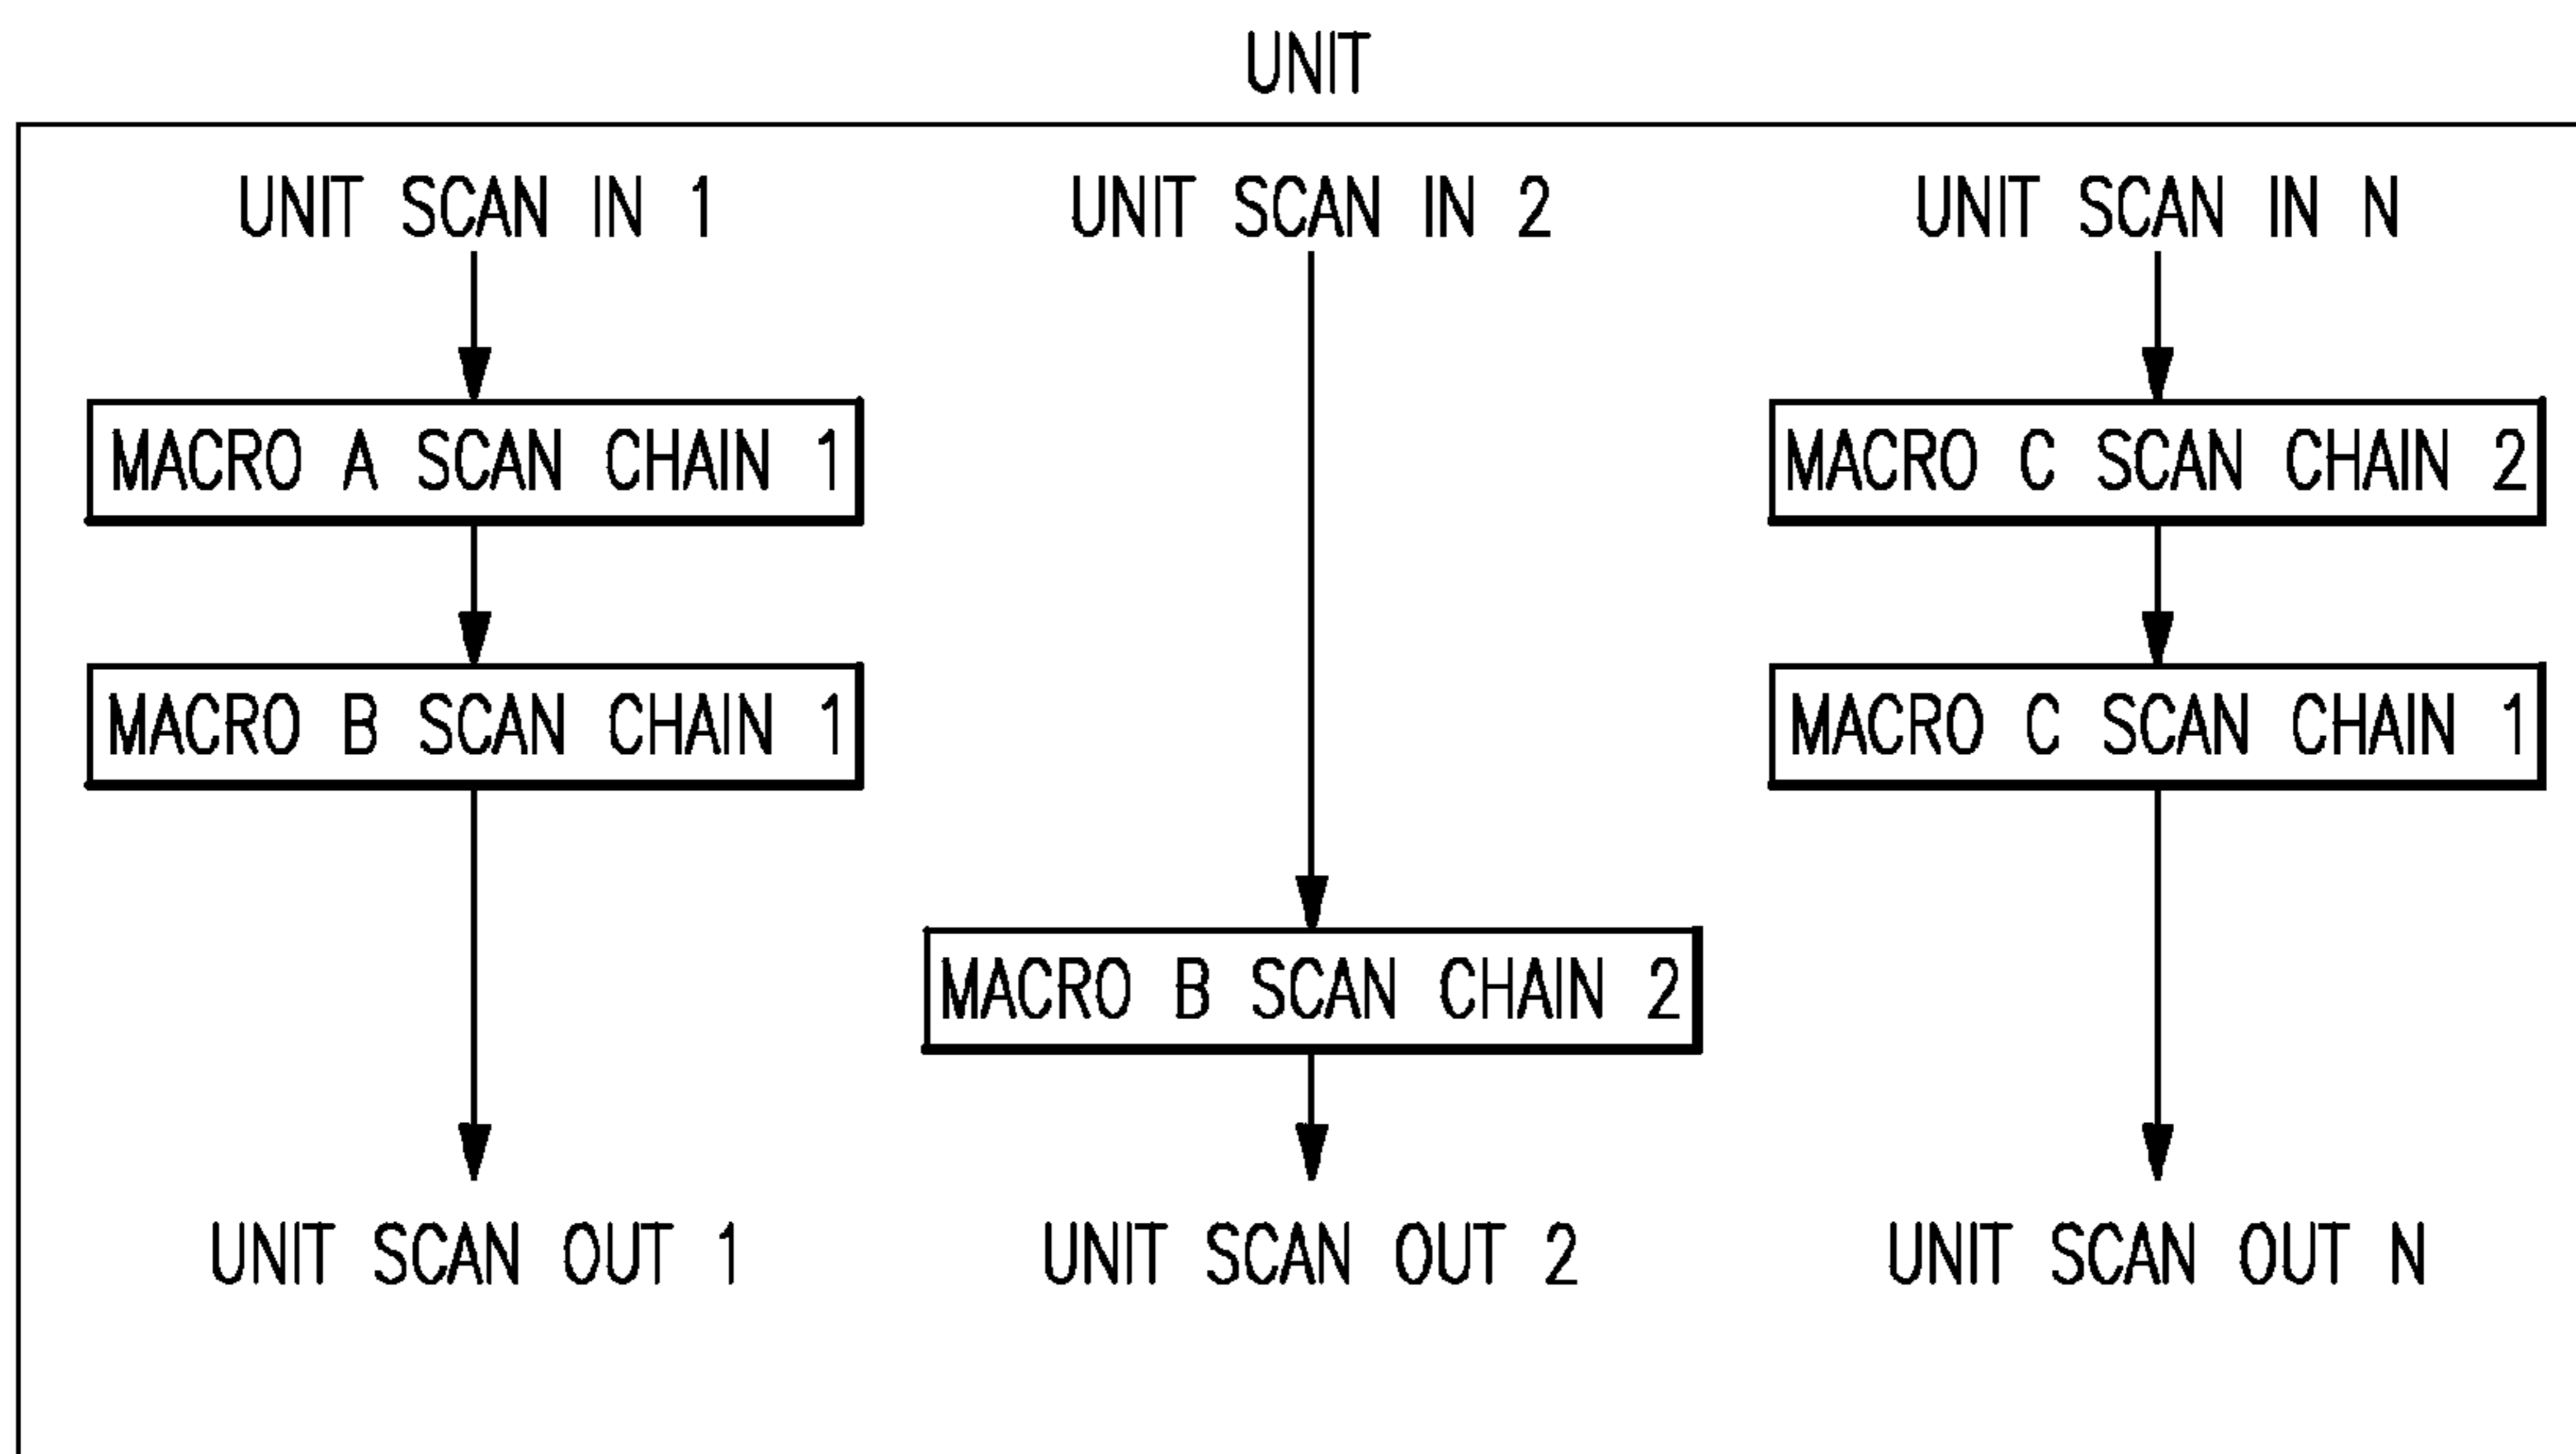 UNIT
UNIT SCAN IN 1
UNIT SCAN IN 2
UNIT SCAN IN N
MACRO A SCAN CHAIN 1
MACRO C SCAN CHAIN 2
MACRO B SCAN CHAIN 1
MACRO C SCAN CHAIN 1
MACRO B SCAN CHAIN 2
UNIT SCAN OUT 1
UNIT SCAN OUT 2
UNIT SCAN OUT N